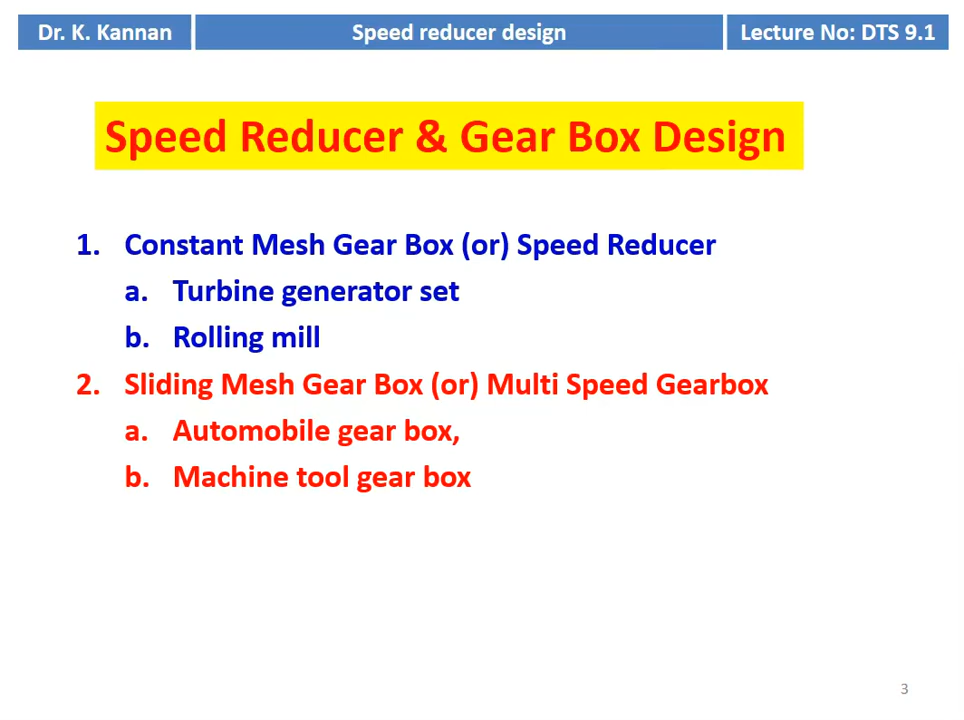 Dr. K. Kannan
Speed reducer design
Lecture No: DTS 9.1
Speed Reducer & Gear Box Design
1. Constant Mesh Gear Box (or) Speed Reducer
a. Turbine generator set
b. Rolling mill
2. Sliding Mesh Gear Box (or) Multi Speed Gearbox
a. Automobile gear box,
b. Machine tool gear box
3